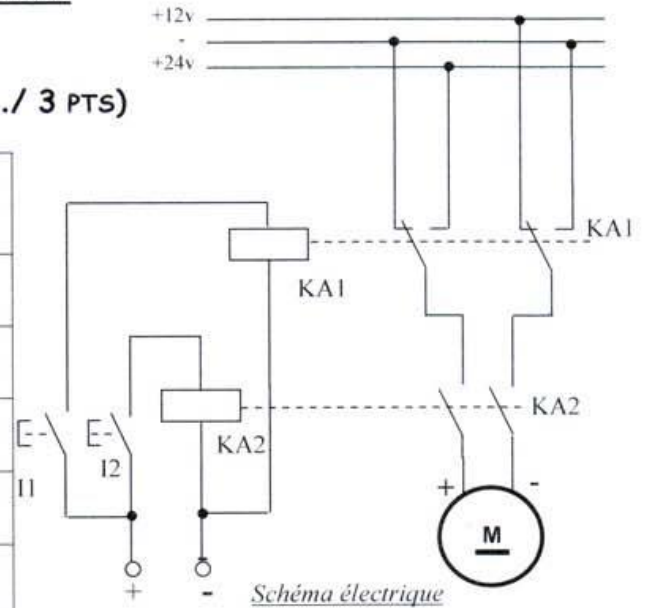 +12v
-
+24v
./ 3 PTS)
KA1
KA1
KA2
KA2
I1
I2
+ -
M
+ -
Schéma électrique